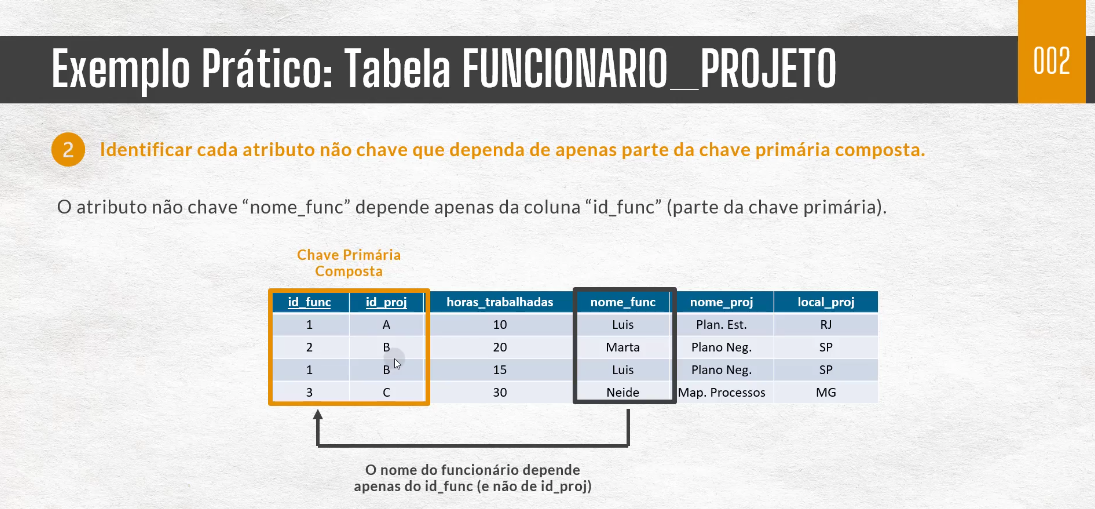 Exemplo Prático: Tabela FUNCIONARIO_PROJETO
002
2 Identificar cada atributo não chave que dependa de apenas parte da chave primária composta.
O atributo não chave “nome_func” depende apenas da coluna “id_func” (parte da chave primária).
Chave Primária
Composta
id_func id_proj horas_trabalhadas nome_func nome_proj local_proj
1 A 10 Luis Plan. Est. RJ
2 B 20 Marta Plano Neg. SP
1 B 15 Luis Plano Neg. SP
3 C 30 Neide Map. Processos MG
O nome do funcionário depende
apenas do id_func (e não de id_proj)